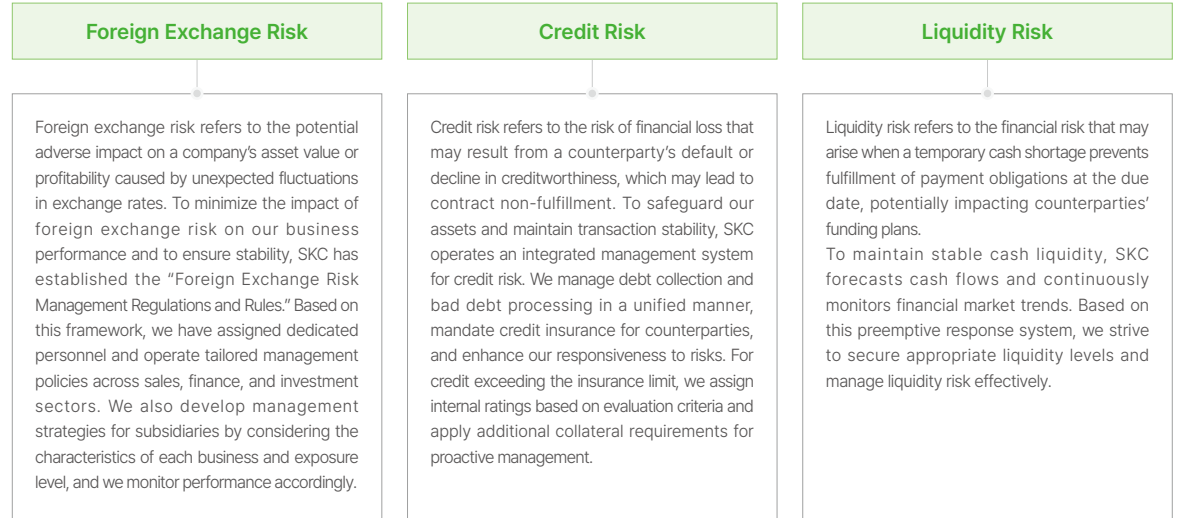 Foreign Exchange Risk
Foreign exchange risk refers to the potential
adverse impact on a company's asset value or
profitability caused by unexpected fluctuations
in exchange rates. To minimize the impact of
foreign exchange risk on our business
performance and to ensure stability, SKC has
established the “Foreign Exchange Risk
Management Regulations and Rules.” Based on
this framework, we have assigned dedicated
personnel and operate tailored management
policies across sales, finance, and investment
sectors. We also develop management
strategies for subsidiaries by considering the
characteristics of each business and exposure
level, and we monitor performance accordingly.
Credit Risk
Credit risk refers to the risk of financial loss that
may result from a counterparty’s default or
decline in creditworthiness, which may lead to
contract non-fulfillment. To safeguard our
assets and maintain transaction stability, SKC
operates an integrated management system
for credit risk. We manage debt collection and
bad debt processing in a unified manner,
mandate credit insurance for counterparties,
and enhance our responsiveness to risks. For
credit exceeding the insurance limit, we assign
internal ratings based on evaluation criteria and
apply additional collateral requirements for
proactive management.
Liquidity Risk
Liquidity risk refers to the financial risk that may
arise when a temporary cash shortage prevents
fulfillment of payment obligations at the due
date, potentially impacting counterparties’
funding plans.
To maintain stable cash liquidity, SKC
forecasts cash flows and continuously
monitors financial market trends. Based on
this preemptive response system, we strive
to secure appropriate liquidity levels and
manage liquidity risk effectively.